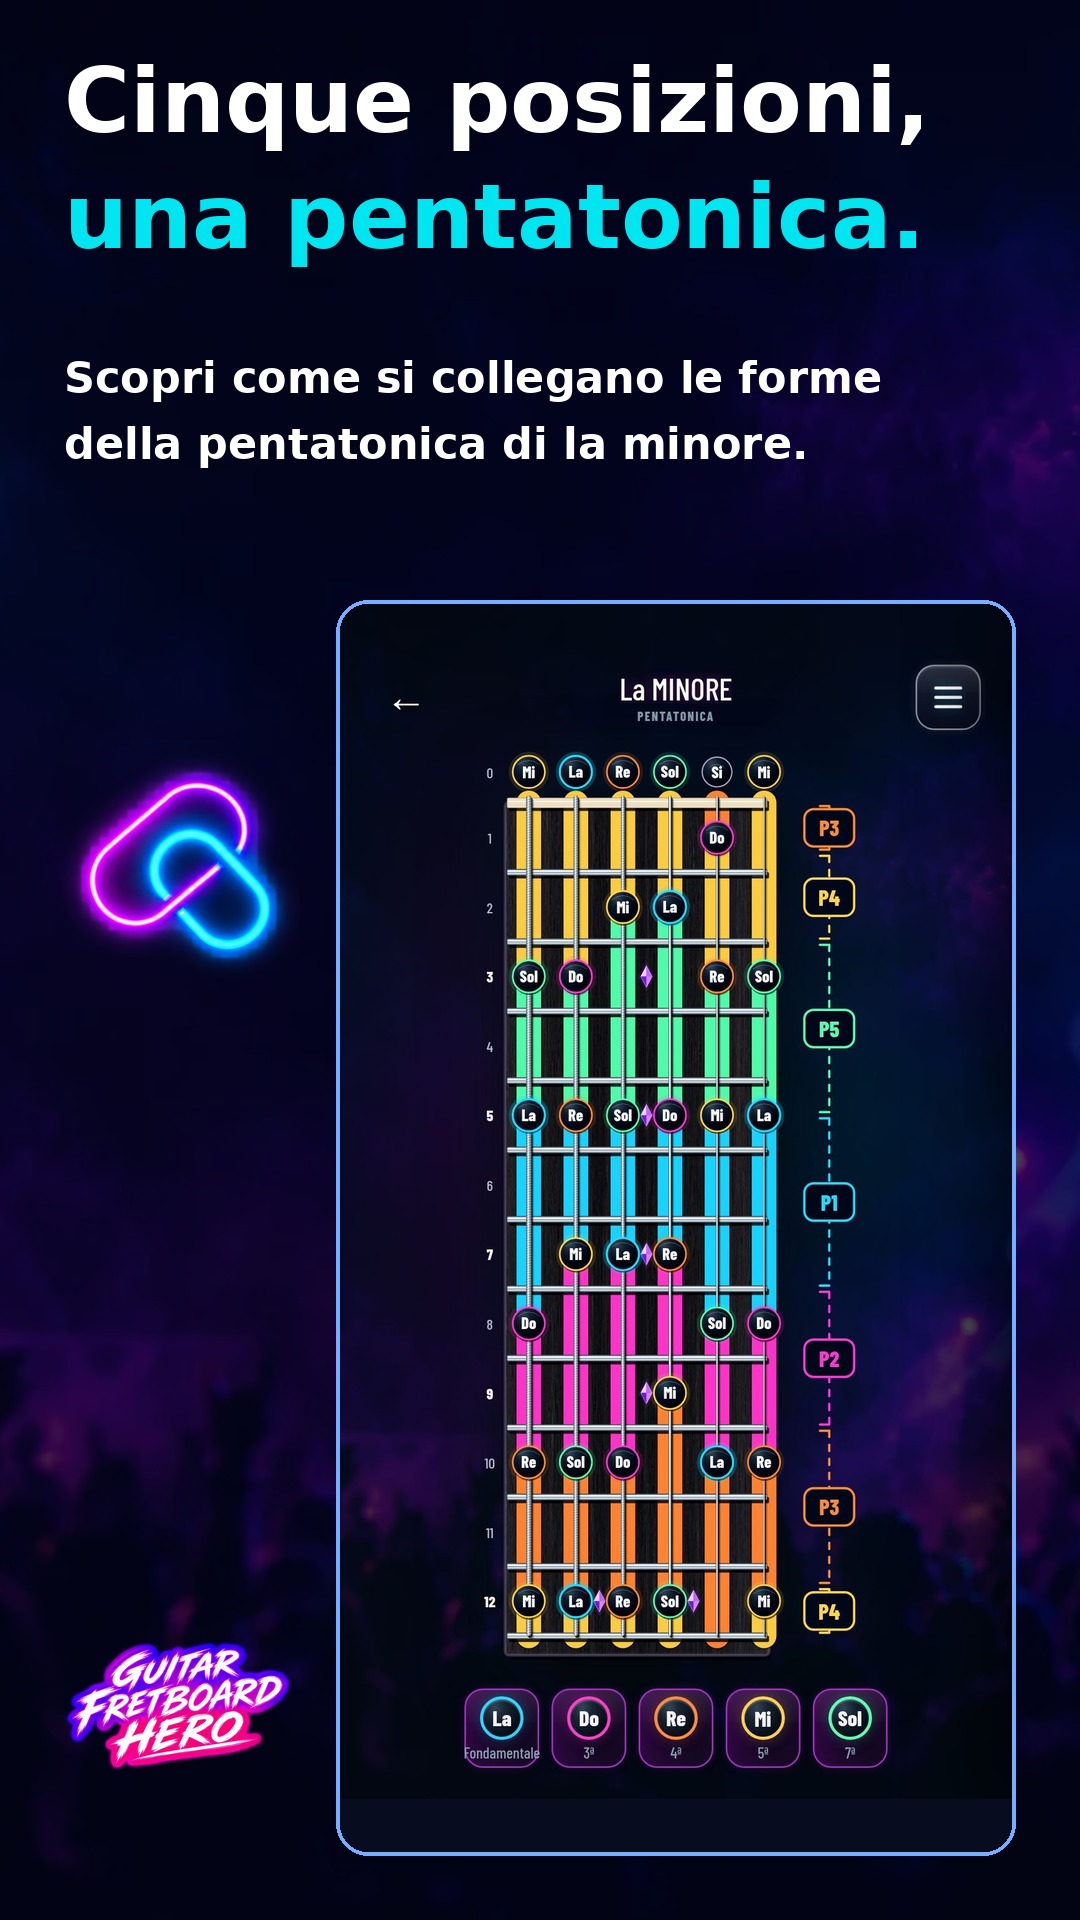 Cinque posizioni,
una pentatonica.
Scopri come si collegano le forme
della pentatonica di la minore.
←
La MINORE
PENTATONICA
0 Mi La Re Sol Si Mi
1 Do
P3
2 Mi La
P4
3 Sol Do Re Sol
4
P5
5 La Re Sol Do Mi La
6
P1
7 Mi La Re
8 Do Sol Do
P2
9 Mi
10 Re Sol Do La Re
P3
11
12 Mi La Re Sol Mi
P4
La Do Re Mi Sol
Fondamentale 3ª 4ª 5ª 7ª
GUITAR
FRETBOARD
HERO